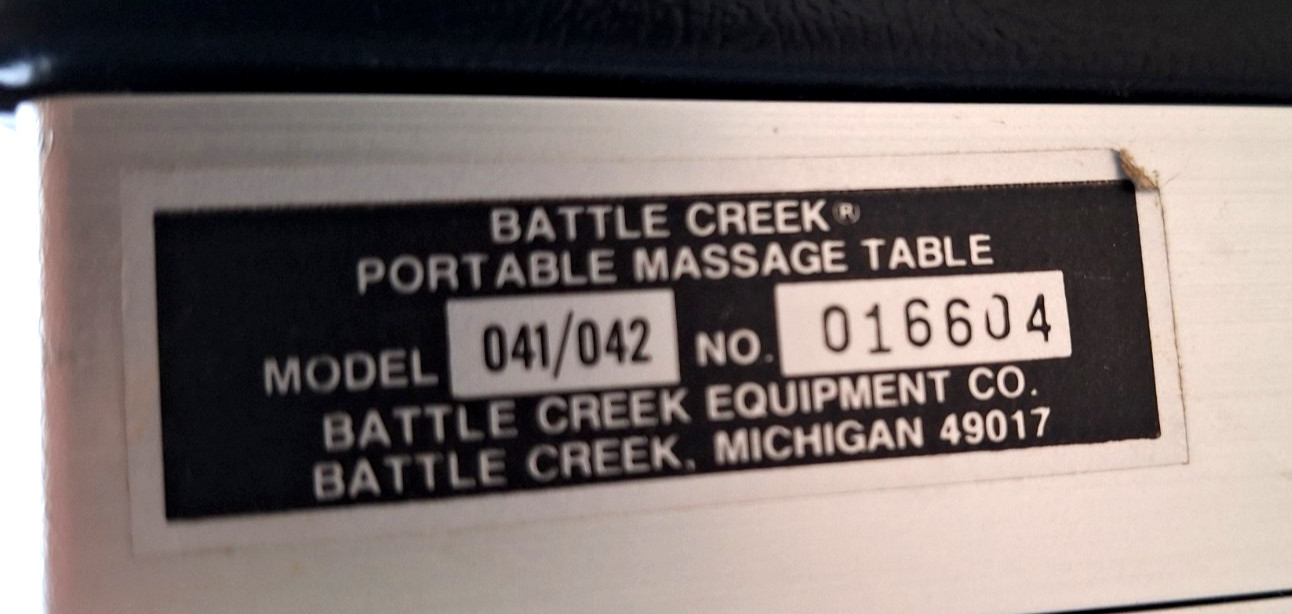 BATTLE CREEK®
PORTABLE MASSAGE TABLE
MODEL 041/042 NO. 016604
BATTLE CREEK EQUIPMENT CO.
BATTLE CREEK, MICHIGAN 49017